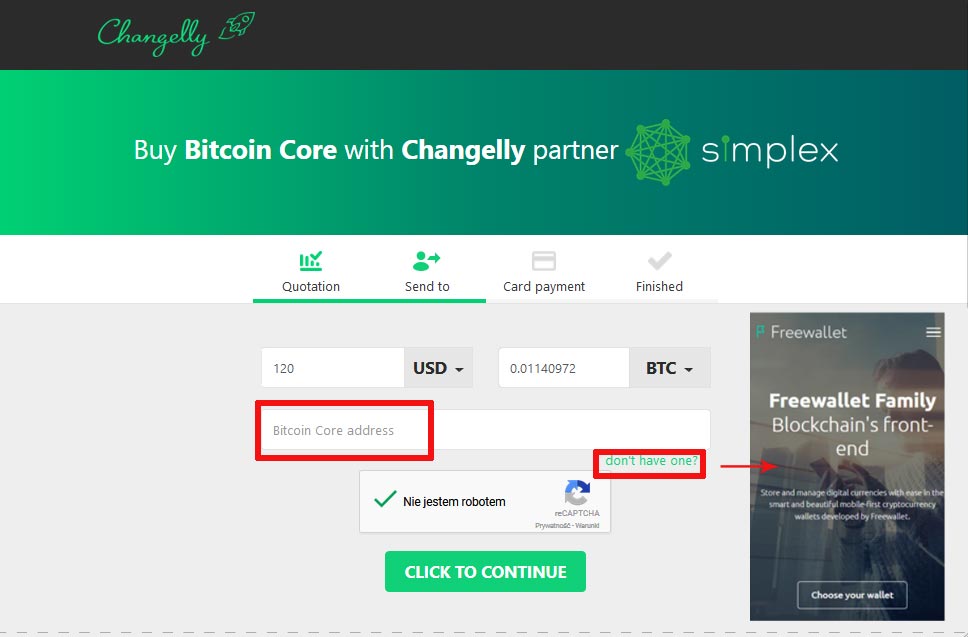 Changelly
Buy Bitcoin Core with Changelly partner simplex
Quotation
Send to
Card payment
Finished
120
USD
0.01140972
BTC
Bitcoin Core address
don't have one?
Nie jestem robotem
reCAPTCHA
Prywatność - Warunki
CLICK TO CONTINUE
Freewallet
Freewallet Family
Blockchain's front-
end
Store and manage digital currencies with ease in the
smart and beautiful mobile-first cryptocurrency
wallets developed by Freewallet.
Choose your wallet